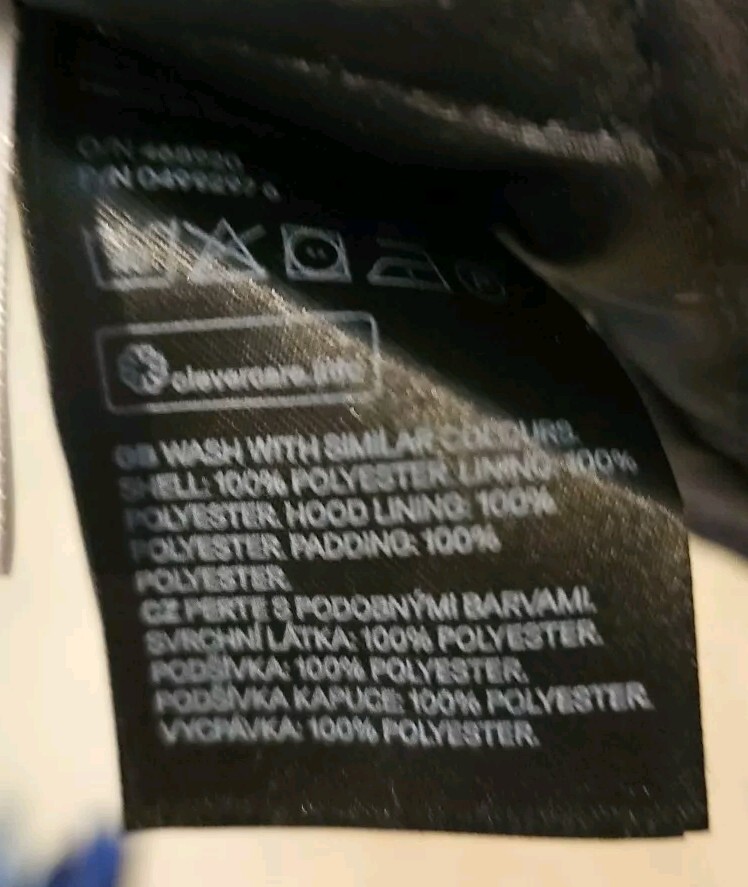 clevercare.info
GB WASH WITH SIMILAR COLOURS.
SHELL: 100% POLYESTER. LINING: 100%
POLYESTER. HOOD LINING: 100%
POLYESTER. PADDING: 100%
POLYESTER.
CZ PERTE S PODOBNÝMI BARVAMI.
SVRCHNÍ LÁTKA: 100% POLYESTER.
PODŠÍVKA: 100% POLYESTER.
PODŠÍVKA KAPUCE: 100% POLYESTER.
VYCPÁVKA: 100% POLYESTER.